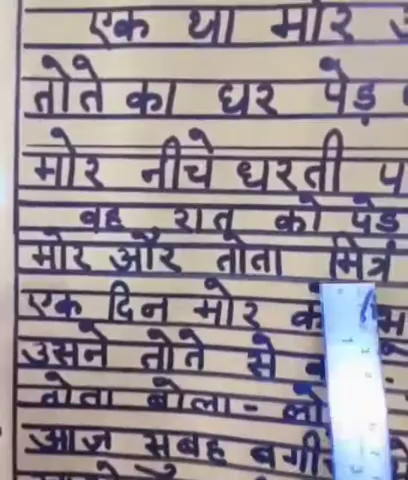 एक था मोर
तोते का घर पेड़
मोर नीचे धरती प
वह रात को पेड
मोर और तोता मित्र
एक दिन मोर के
उसने तोते से
तोता बोला - लो
आज सुबह बगी